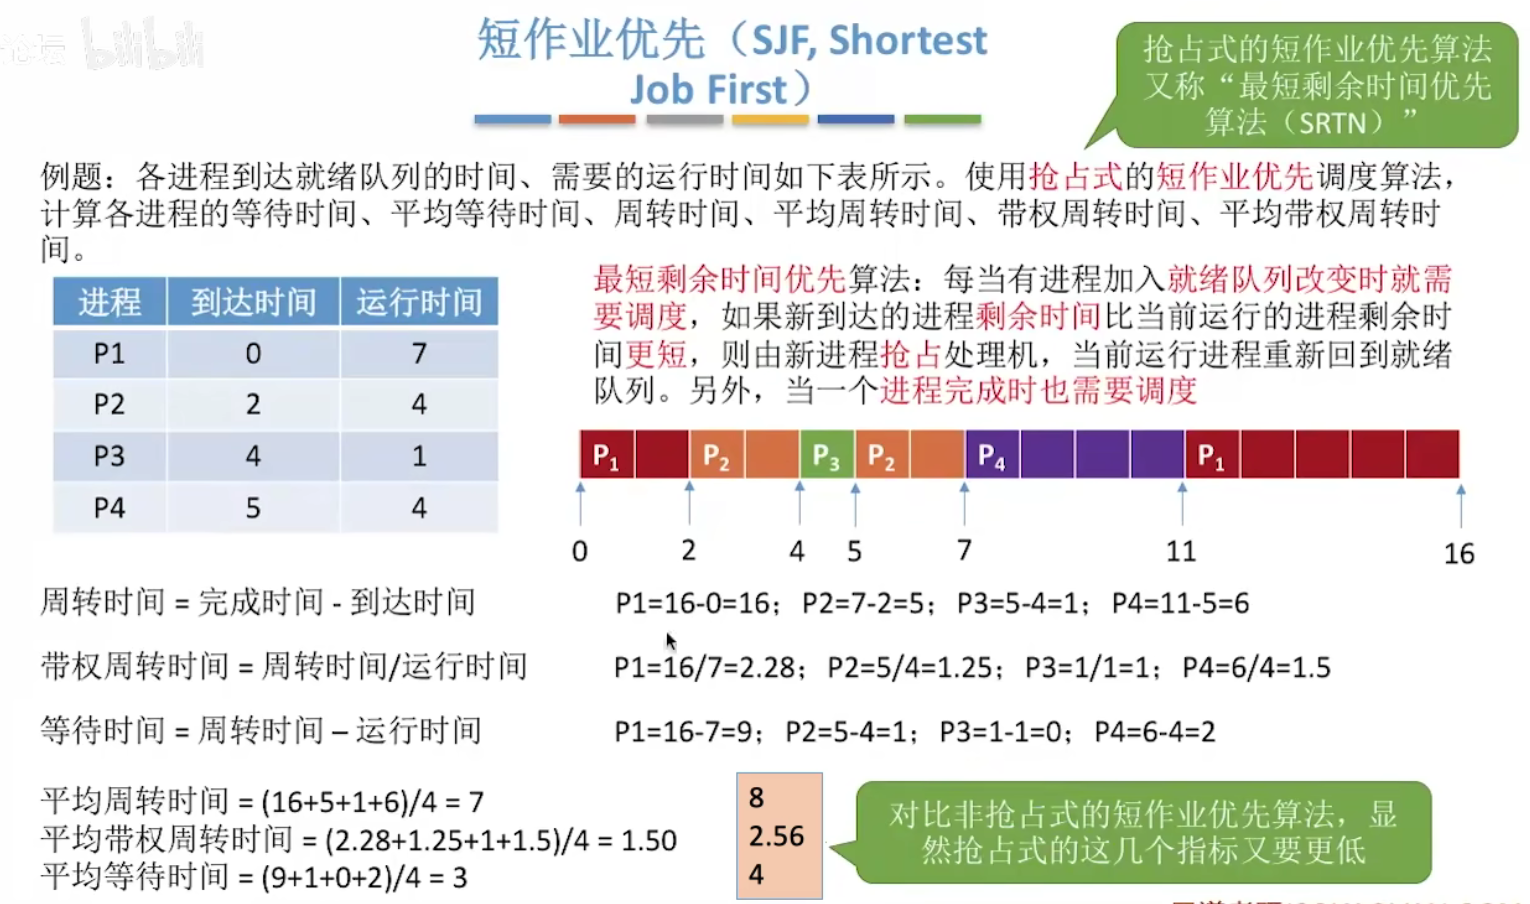 bilibili
短作业优先（SJF, Shortest
Job First）
抢占式的短作业优先算法
又称“最短剩余时间优先
算法（SRTN）”
例题：各进程到达就绪队列的时间、需要的运行时间如下表所示。使用抢占式的短作业优先调度算法，
计算各进程的等待时间、平均等待时间、周转时间、平均周转时间、带权周转时间、平均带权周转时
间。
进程 到达时间 运行时间
P1 0 7
P2 2 4
P3 4 1
P4 5 4
最短剩余时间优先算法：每当有进程加入就绪队列改变时就需
要调度，如果新到达的进程剩余时间比当前运行的进程剩余时
间更短，则由新进程抢占处理机，当前运行进程重新回到就绪
队列。另外，当一个进程完成时也需要调度
P1 P2 P3 P2 P4 P1
0 2 4 5 7 11 16
周转时间 = 完成时间 - 到达时间 P1=16-0=16；P2=7-2=5；P3=5-4=1；P4=11-5=6
带权周转时间 = 周转时间/运行时间 P1=16/7=2.28；P2=5/4=1.25；P3=1/1=1；P4=6/4=1.5
等待时间 = 周转时间 – 运行时间 P1=16-7=9；P2=5-4=1；P3=1-1=0；P4=6-4=2
平均周转时间 = (16+5+1+6)/4 = 7
平均带权周转时间 = (2.28+1.25+1+1.5)/4 = 1.50
平均等待时间 = (9+1+0+2)/4 = 3
8
2.56
4
对比非抢占式的短作业优先算法，显
然抢占式的这几个指标又要更低